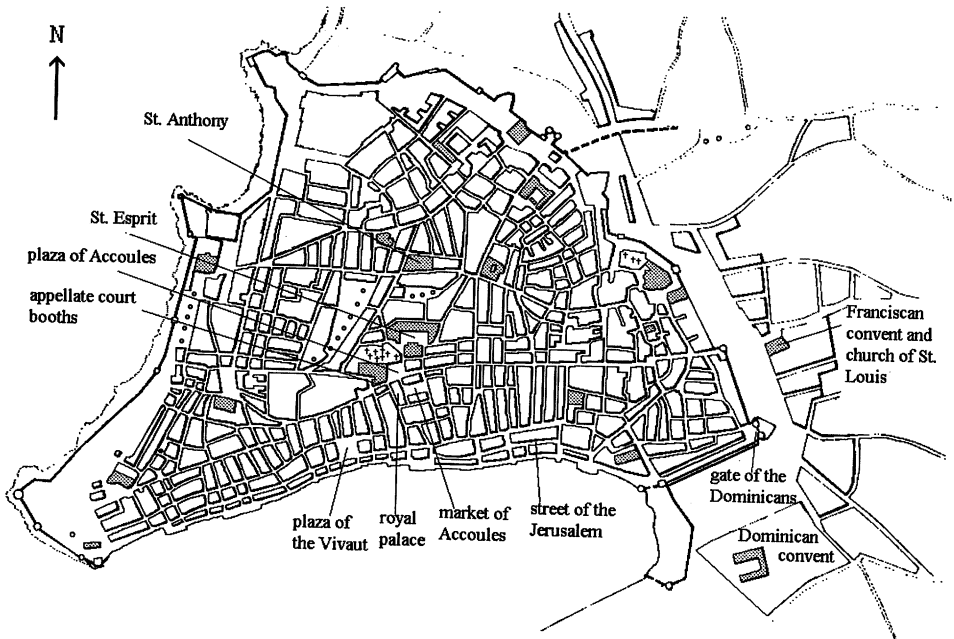 N
St. Anthony
St. Esprit
plaza of Accoules
appellate court
booths
Franciscan
convent and
church of St.
Louis
gate of the
Dominicans
plaza of
the Vivaut
royal
palace
market of
Accoules
street of the
Jerusalem
Dominican
convent